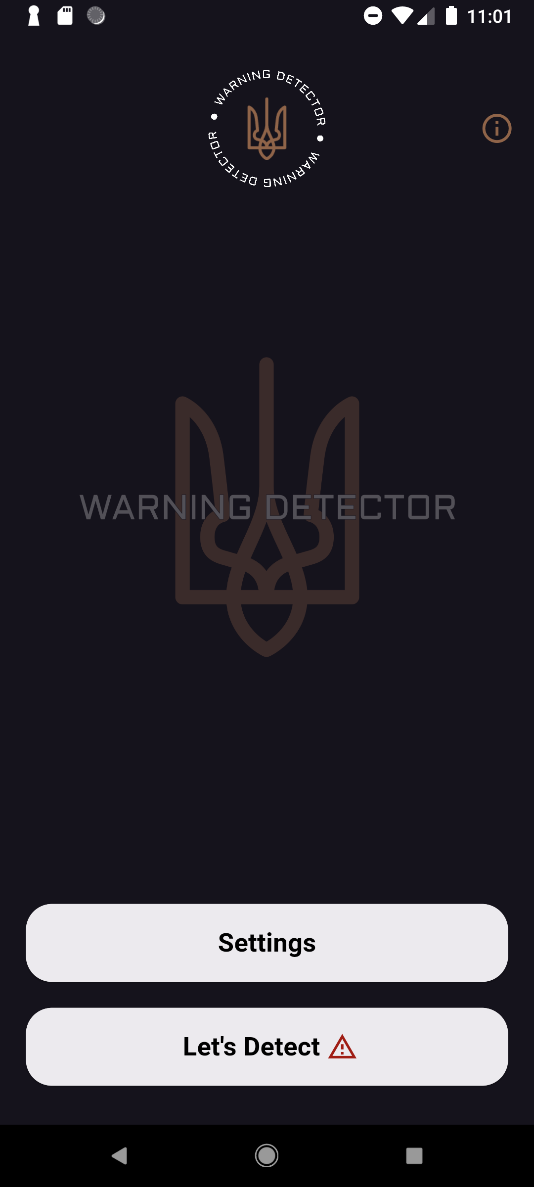 11:01
WARNING DETECTOR • WARNING DETECTOR •
WARNING DETECTOR
Settings
Let's Detect